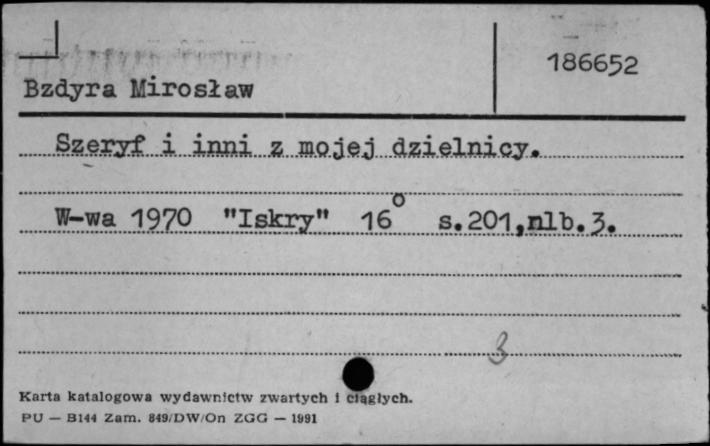 186652
Bzdyra Mirosław
Szeryf i inni z mojej dzielnicy.
W-wa 1970 "Iskry" 16° s.201,nlb.3.
3
Karta katalogowa wydawnictw zwartych i ciągłych.
PU — B144 Zam. 849/DW/On ZGG — 1991